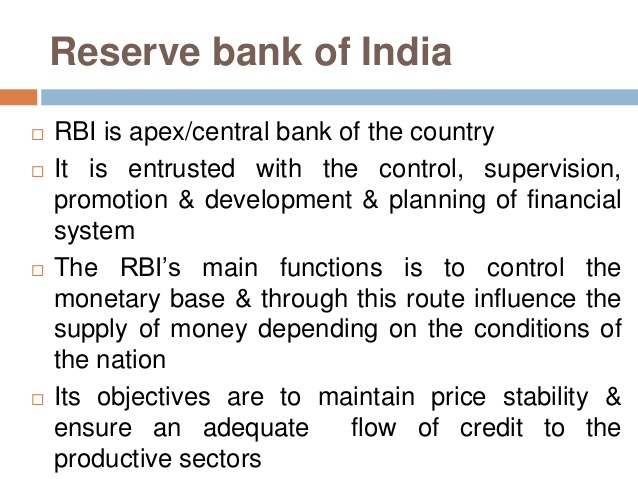 Reserve bank of India
RBI is apex/central bank of the country
It is entrusted with the control, supervision,
promotion & development & planning of financial
system
The RBI’s main functions is to control the
monetary base & through this route influence the
supply of money depending on the conditions of
the nation
Its objectives are to maintain price stability &
ensure an adequate flow of credit to the
productive sectors